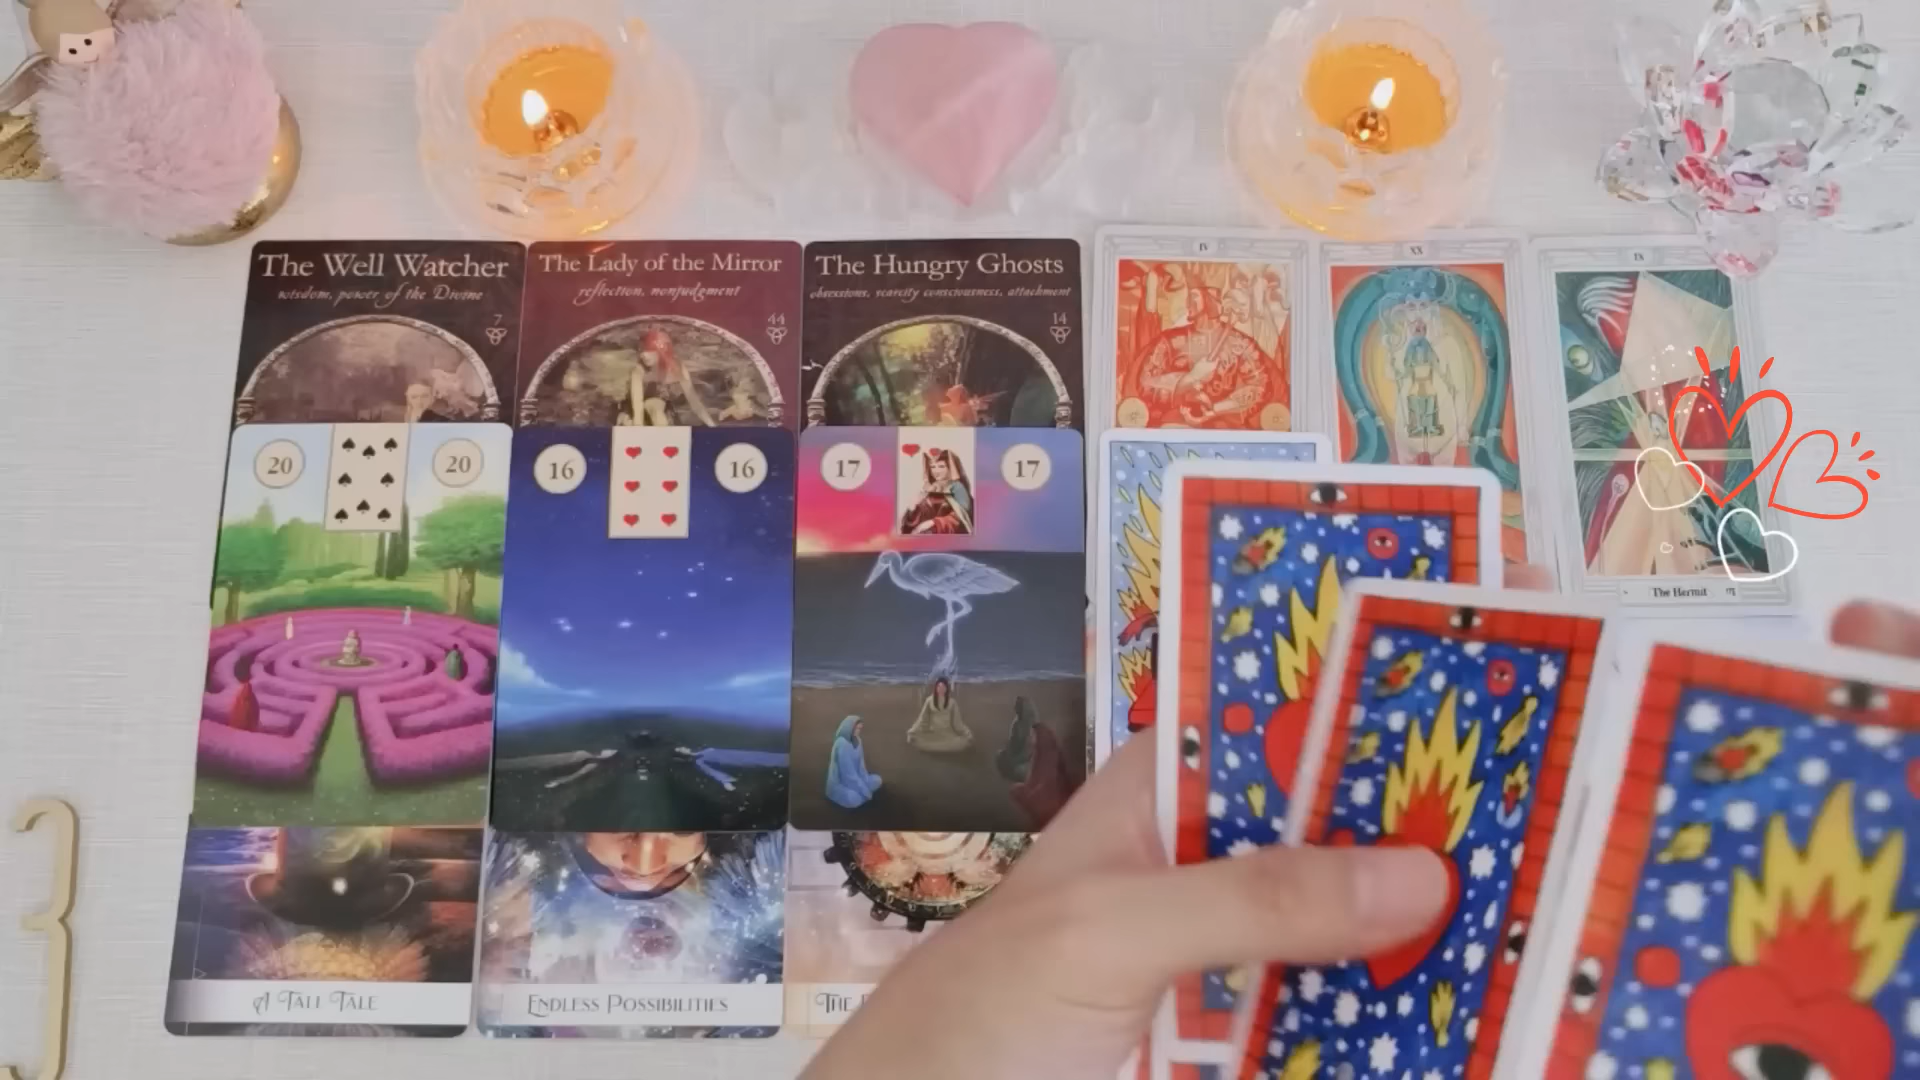 The Well Watcher
wisdom, power of the Divine
7
The Lady of the Mirror
reflection, nonjudgment
44
The Hungry Ghosts
obsessions, scarcity consciousness, attachment
14
IV
XX
IX
20
20
16
16
17
17
The Hermit
A Tall Tale
Endless Possibilities
The
3